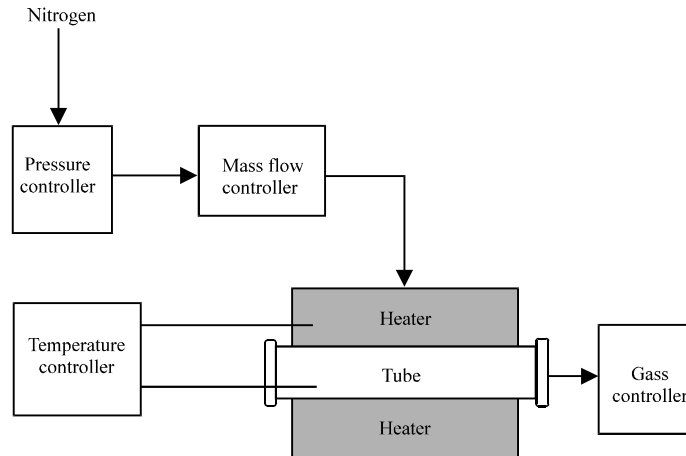 Nitrogen
Pressure
controller
Mass flow
controller
Heater
Temperature
controller
Tube
Gass
controller
Heater